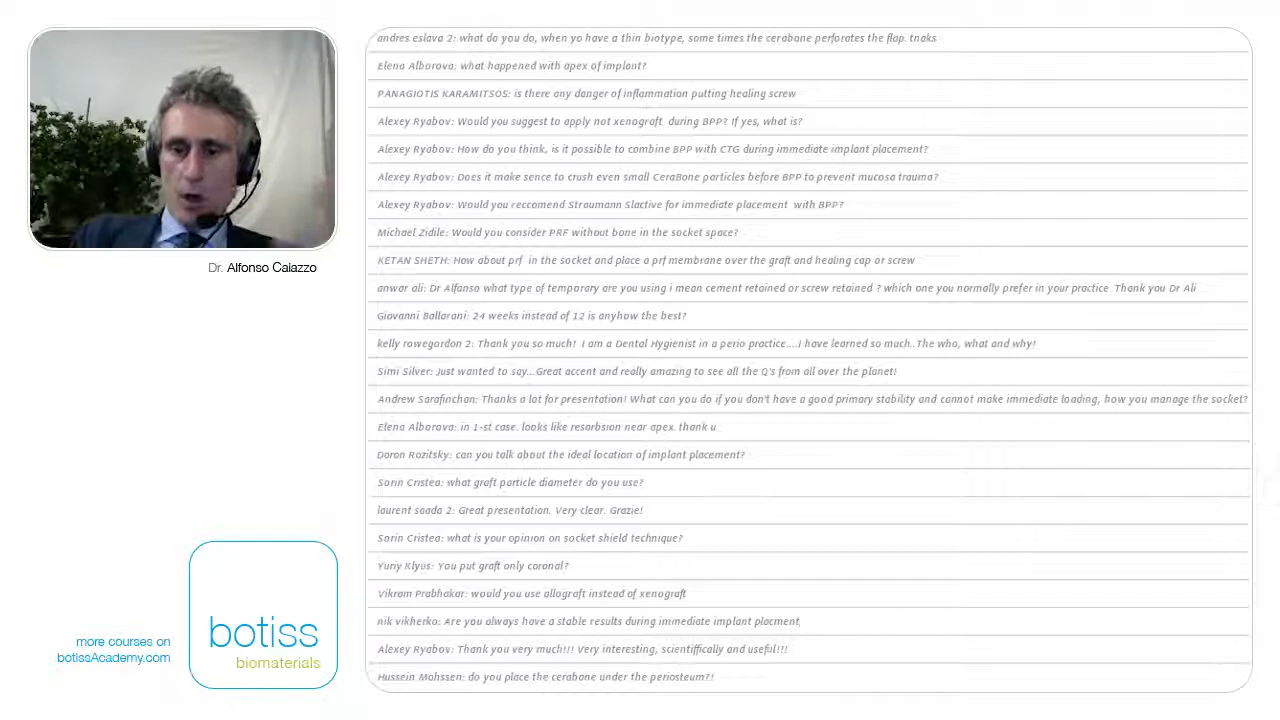 Dr. Alfonso Caiazzo
andres eslava 2: what do you do, when yo have a thin biotype, some times the cerabone perforates the flap. tnaks
Elena Alborova: what happened with apex of implant?
PANAGIOTIS KARAMITSOS: is there any danger of inflammation putting healing screw
Alexey Ryabov: Would you suggest to apply not xenograft during BPP? If yes, what is?
Alexey Ryabov: How do you think, is it possible to combine BPP with CTG during immediate implant placement?
Alexey Ryabov: Does it make sence to crush even small CeraBone particles before BPP to prevent mucosa trauma?
Alexey Ryabov: Would you reccomend Straumann Slactive for immediate placement with BPP?
Michael Zidile: Would you consider PRF without bone in the socket space?
KETAN SHETH: How about prf in the socket and place a prf membrane over the graft and healing cap or screw
anwar ali: Dr Alfanso what type of temporary are you using i mean cement retained or screw retained ? which one you normally prefer in your practice Thank you Dr Ali
Giovanni Ballarani: 24 weeks instead of 12 is anyhow the best?
kelly rowegordon 2: Thank you so much! I am a Dental Hygienist in a perio practice....I have learned so much..The who, what and why!
Simi Silver: Just wanted to say...Great accent and really amazing to see all the Q's from all over the planet!
Andrew Sarafinchan: Thanks a lot for presentation! What can you do if you don't have a good primary stability and cannot make immediate loading, how you manage the socket?
Elena Alborova: in 1-st case. looks like resorbsion near apex. thank u
Doron Rozitsky: can you talk about the ideal location of implant placement?
Sorin Cristea: what graft particle diameter do you use?
laurent soada 2: Great presentation. Very clear. Grazie!
Sorin Cristea: what is your opinion on socket shield technique?
Yuriy Klyus: You put graft only coronal?
Vikram Prabhakar: would you use allograft instead of xenograft
nik vikherko: Are you always have a stable results during immediate implant placment,
Alexey Ryabov: Thank you very much!!! Very interesting, scientiffically and useful!!!
Hussein Mohssen: do you place the cerabone under the periosteum?!
botiss
biomaterials
more courses on
botissAcademy.com